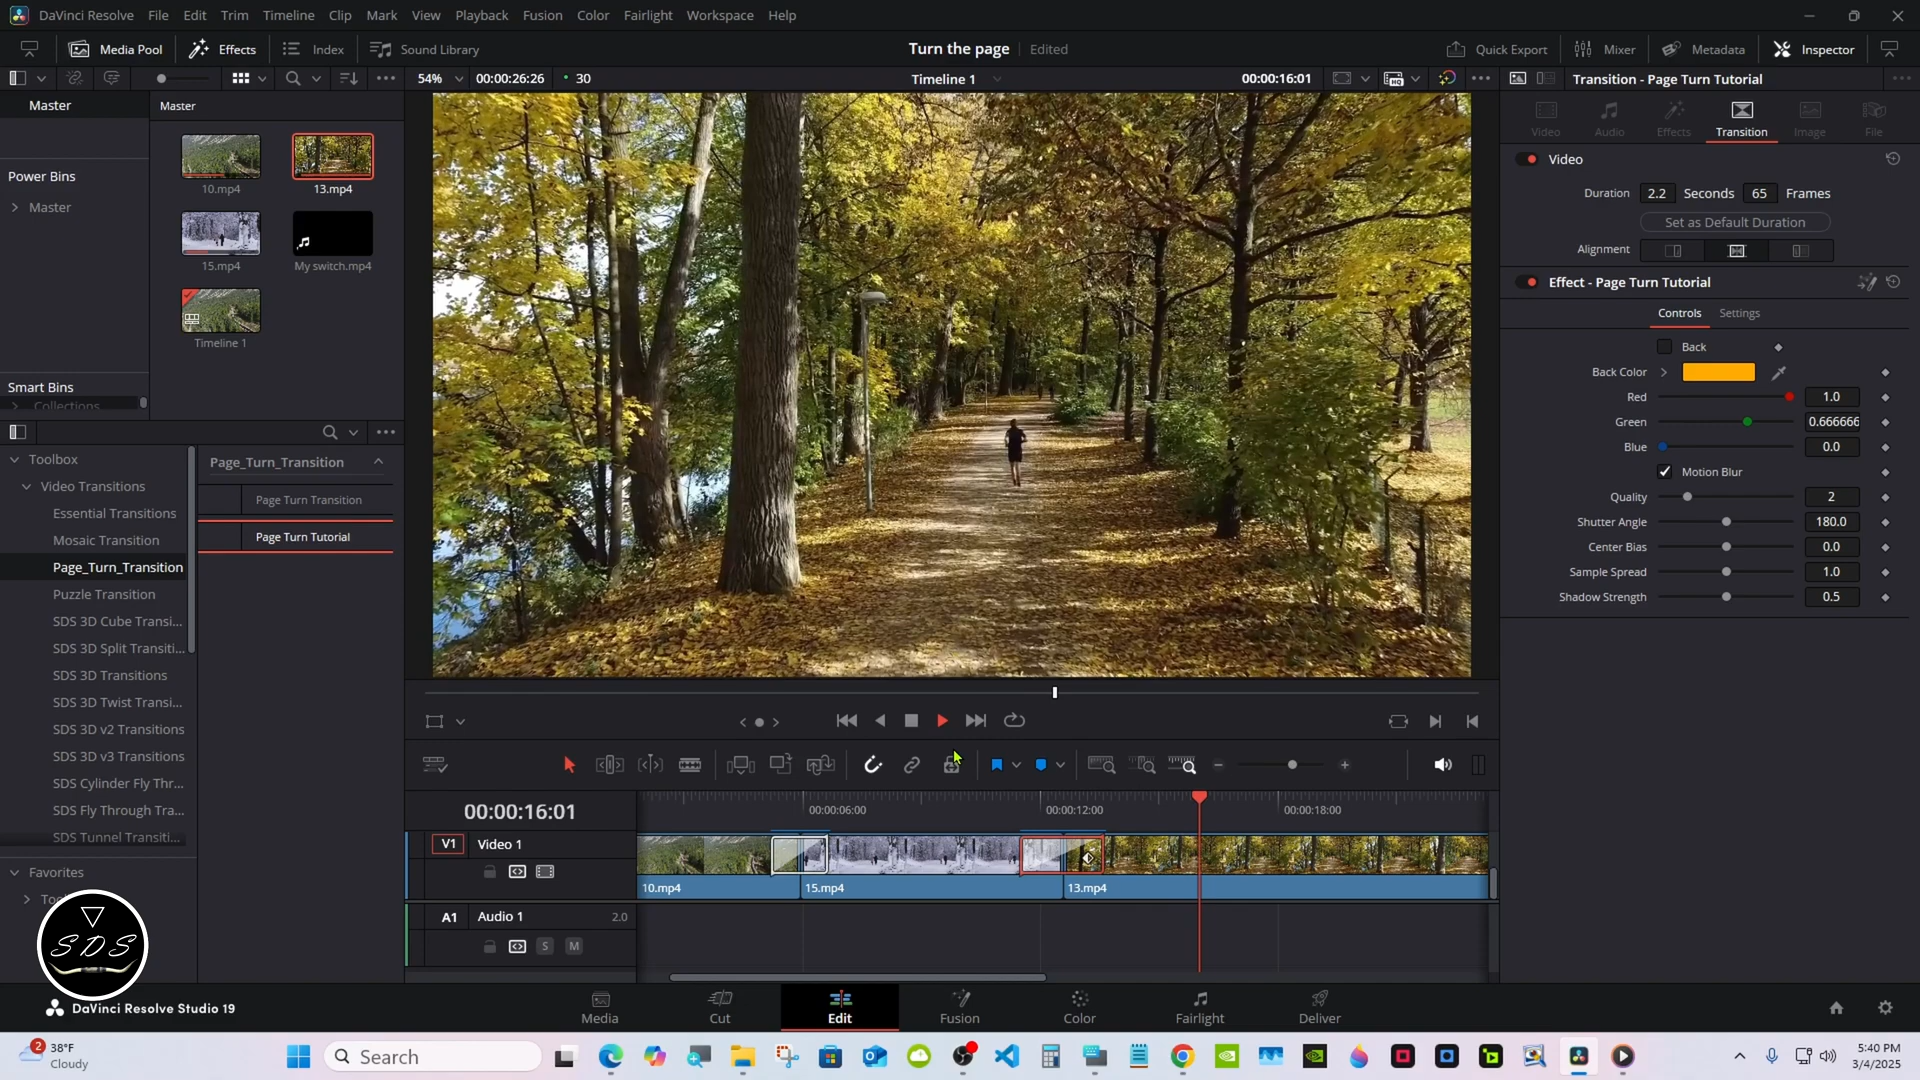 DaVinci Resolve File Edit Trim Timeline Clip Mark View Playback Fusion Color Fairlight Workspace Help
Media Pool Effects Index Sound Library Turn the page Edited Quick Export Mixer Metadata Inspector
54% 00:00:26:26 30 Timeline 1 00:00:16:01 Transition - Page Turn Tutorial
Master Master
Video Audio Effects Transition Image File
10.mp4 13.mp4
Power Bins
Master
15.mp4 My switch.mp4
Timeline 1
Smart Bins
Collections
Video
Duration 2.2 Seconds 65 Frames
Set as Default Duration
Alignment
Effect - Page Turn Tutorial
Controls Settings
Back
Back Color
Red 1.0
Green 0.666666
Blue 0.0
Motion Blur
Quality 2
Shutter Angle 180.0
Center Bias 0.0
Sample Spread 1.0
Shadow Strength 0.5
Toolbox
Video Transitions
Essential Transitions
Mosaic Transition
Page_Turn_Transition
Puzzle Transition
SDS 3D Cube Transi...
SDS 3D Split Transiti...
SDS 3D Transitions
SDS 3D Twist Transi...
SDS 3D v2 Transitions
SDS 3D v3 Transitions
SDS Cylinder Fly Thr...
SDS Fly Through Tra...
SDS Tunnel Transiti...
Page_Turn_Transition
Page Turn Transition
Page Turn Tutorial
Favorites
SDS
00:00:16:01 00:00:06:00 00:00:12:00 00:00:18:00
V1 Video 1
10.mp4 15.mp4 13.mp4
A1 Audio 1 2.0
S M
DaVinci Resolve Studio 19
Media Cut Edit Fusion Color Fairlight Deliver
2 38°F
Cloudy
Search
5:40 PM
3/4/2025